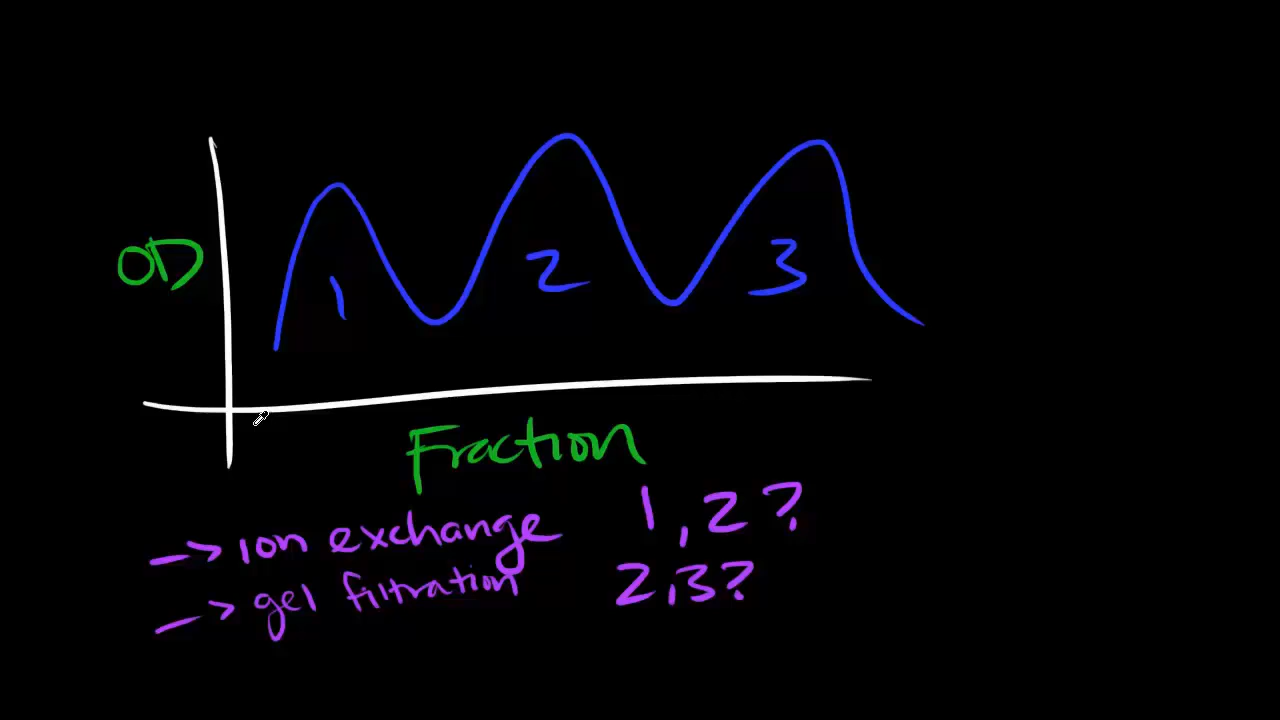 OD
1
2
3
Fraction
→ ion exchange 1,2?
→ gel filtration 2,3?